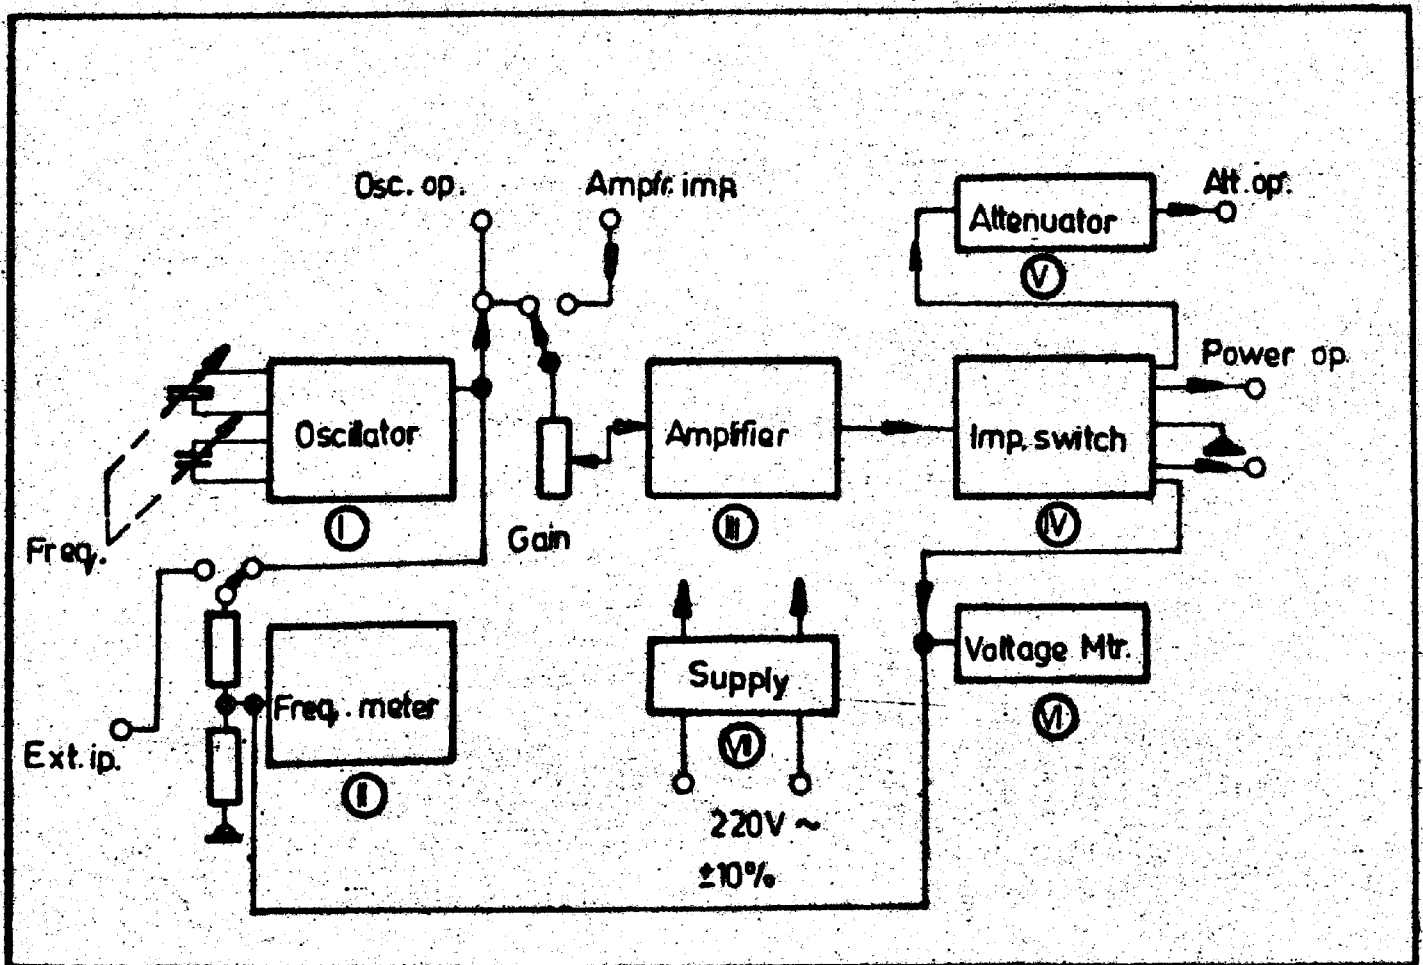 Osc. op.
Ampfr. imp.
Attenuator
Att. op.
V
Power op.
Oscillator
I
Gain
Amplifier
III
Imp. switch
IV
Freq.
Ext. ip.
Freq. meter
II
Supply
VII
220V ~
±10%
Voltage Mtr.
VI